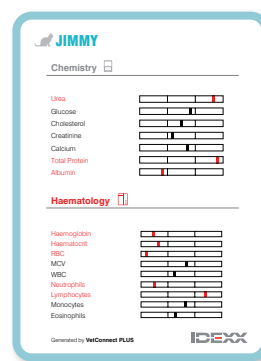 JIMMY
Chemistry
Urea
Glucose
Cholesterol
Creatinine
Calcium
Total Protein
Albumin
Haematology
Haemoglobin
Haematocrit
RBC
MCV
WBC
Neutrophils
Lymphocytes
Monocytes
Eosinophils
Generated by VetConnect PLUS
IDEXX